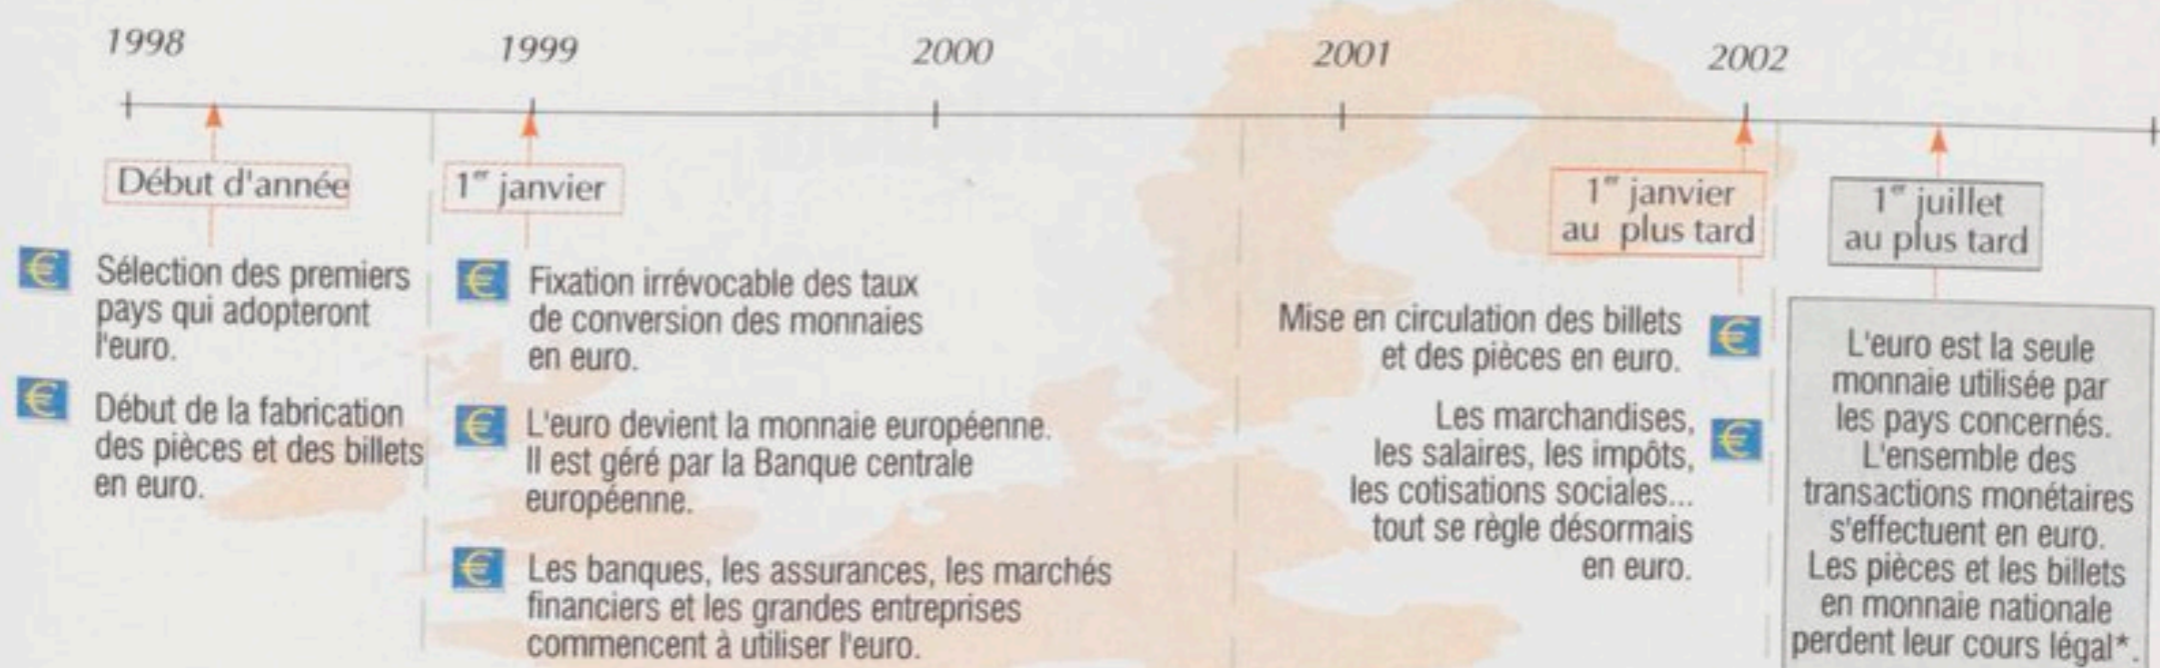 1998
1999
2000
2001
2002
Début d'année
1er janvier
1er janvier
au plus tard
1er juillet
au plus tard
€ Sélection des premiers
pays qui adopteront
l'euro.
€ Début de la fabrication
des pièces et des billets
en euro.
€ Fixation irrévocable des taux
de conversion des monnaies
en euro.
€ L'euro devient la monnaie européenne.
Il est géré par la Banque centrale
européenne.
€ Les banques, les assurances, les marchés
financiers et les grandes entreprises
commencent à utiliser l'euro.
Mise en circulation des billets €
et des pièces en euro.
Les marchandises, €
les salaires, les impôts,
les cotisations sociales...
tout se règle désormais
en euro.
L'euro est la seule
monnaie utilisée par
les pays concernés.
L'ensemble des
transactions monétaires
s'effectuent en euro.
Les pièces et les billets
en monnaie nationale
perdent leur cours légal*.